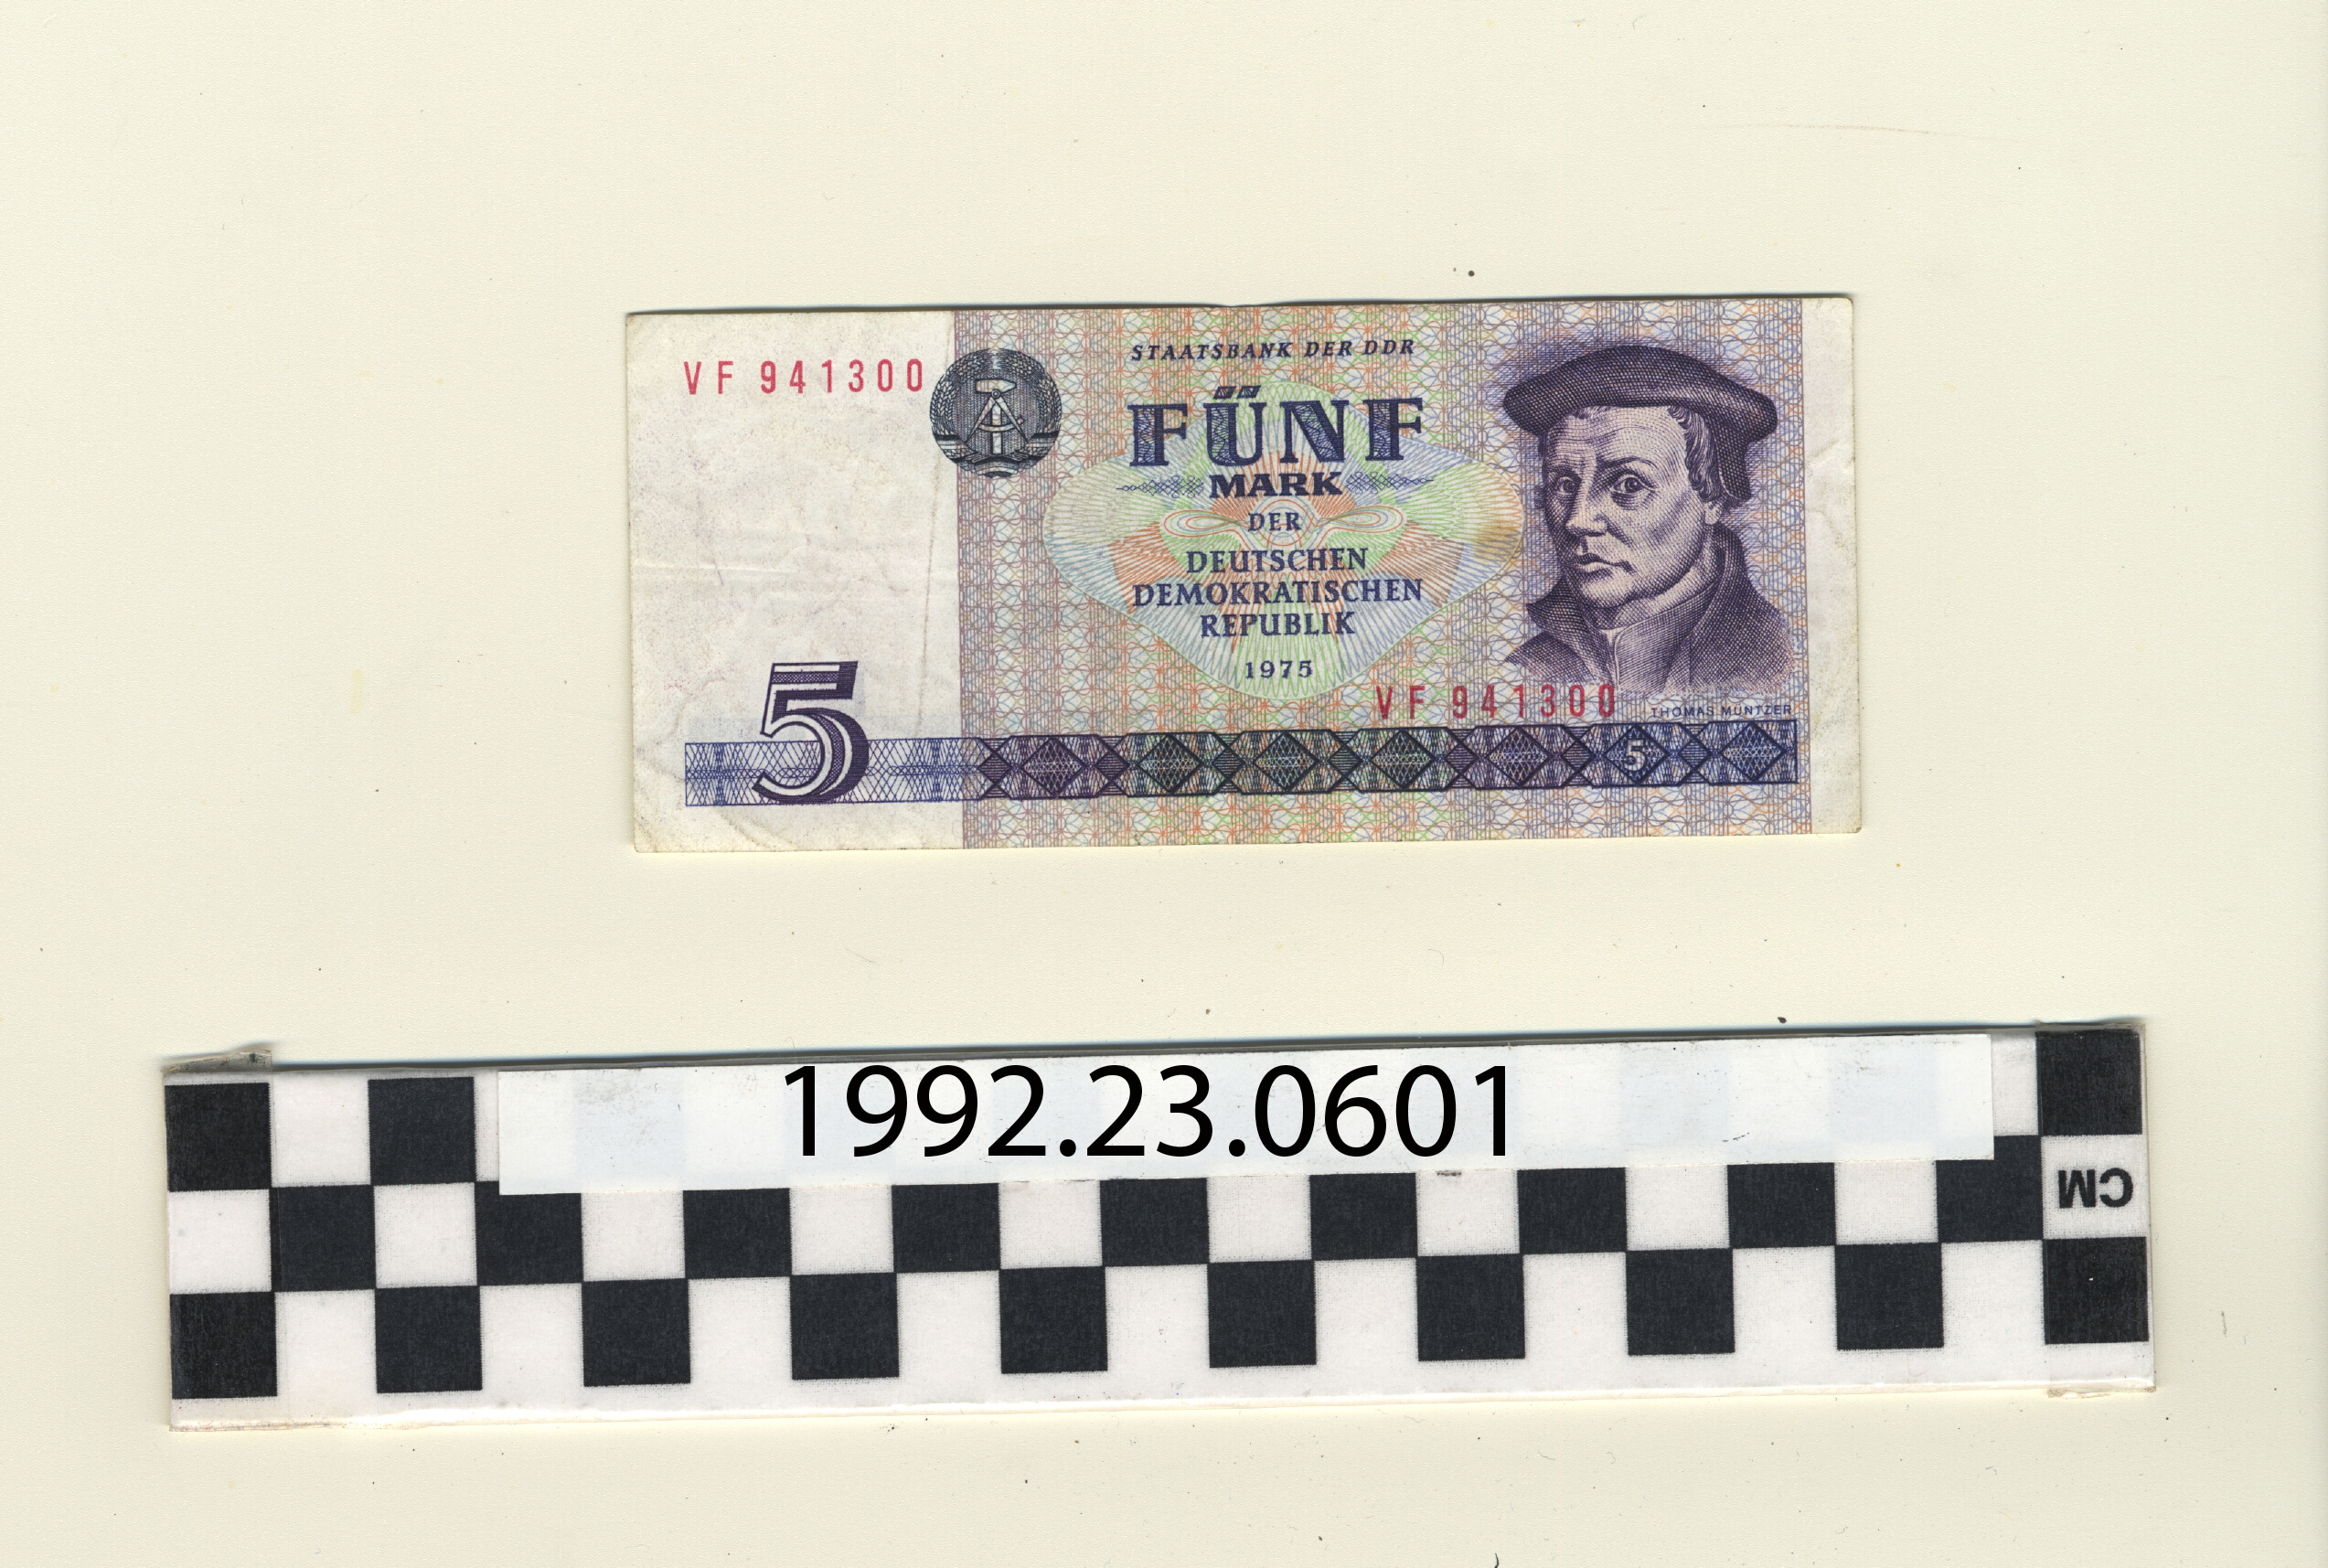 VF 941300
STAATSBANK DER DDR
FÜNF
MARK
DER
DEUTSCHEN
DEMOKRATISCHEN
REPUBLIK
1975
VF 941300
THOMAS MÜNTZER
5
5
1992.23.0601
CM